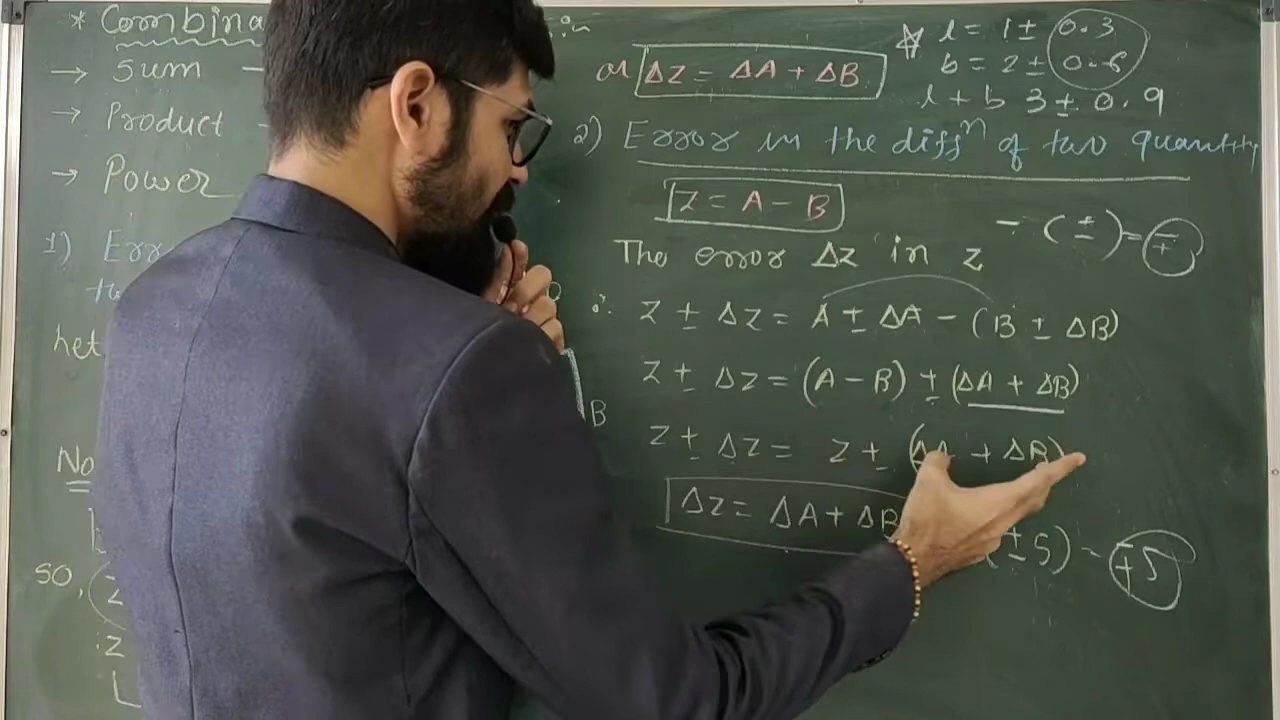 * Combina
→ Sum -
→ Product -
→ Power
1) Err
het
No
so,
Z
or ΔZ = ΔA + ΔB
l = 1 ± 0.3
b = 2 ± 0.6
l + b 3 ± 0.9
2) Error in the diffⁿ of two quantity
Z = A - B
- (±) = ∓
The error ΔZ in Z
∴ Z ± ΔZ = A ± ΔA - (B ± ΔB)
Z ± ΔZ = (A - B) ± (ΔA + ΔB)
B
Z ± ΔZ = Z ± (ΔA + ΔB)
ΔZ = ΔA + ΔB
(±5) - ∓5